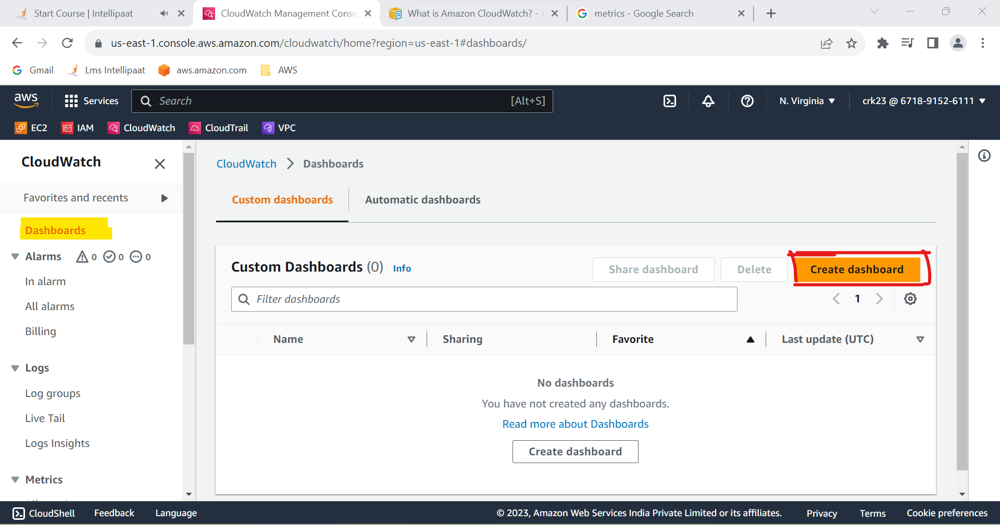 Start Course | Intellipaat
CloudWatch Management Conso
What is Amazon CloudWatch? - A
metrics - Google Search
us-east-1.console.aws.amazon.com/cloudwatch/home?region=us-east-1#dashboards/
Gmail
Lms Intellipaat
aws.amazon.com
AWS
aws
Services
Search
[Alt+S]
N. Virginia
crk23 @ 6718-9152-6111
EC2
IAM
CloudWatch
CloudTrail
VPC
CloudWatch
Favorites and recents
Dashboards
Alarms 0 0 0
In alarm
All alarms
Billing
Logs
Log groups
Live Tail
Logs Insights
Metrics
CloudWatch > Dashboards
Custom dashboards
Automatic dashboards
Custom Dashboards (0) Info
Share dashboard
Delete
Create dashboard
Filter dashboards
1
Name
Sharing
Favorite
Last update (UTC)
No dashboards
You have not created any dashboards.
Read more about Dashboards
Create dashboard
CloudShell
Feedback
Language
© 2023, Amazon Web Services India Private Limited or its affiliates.
Privacy
Terms
Cookie preferences